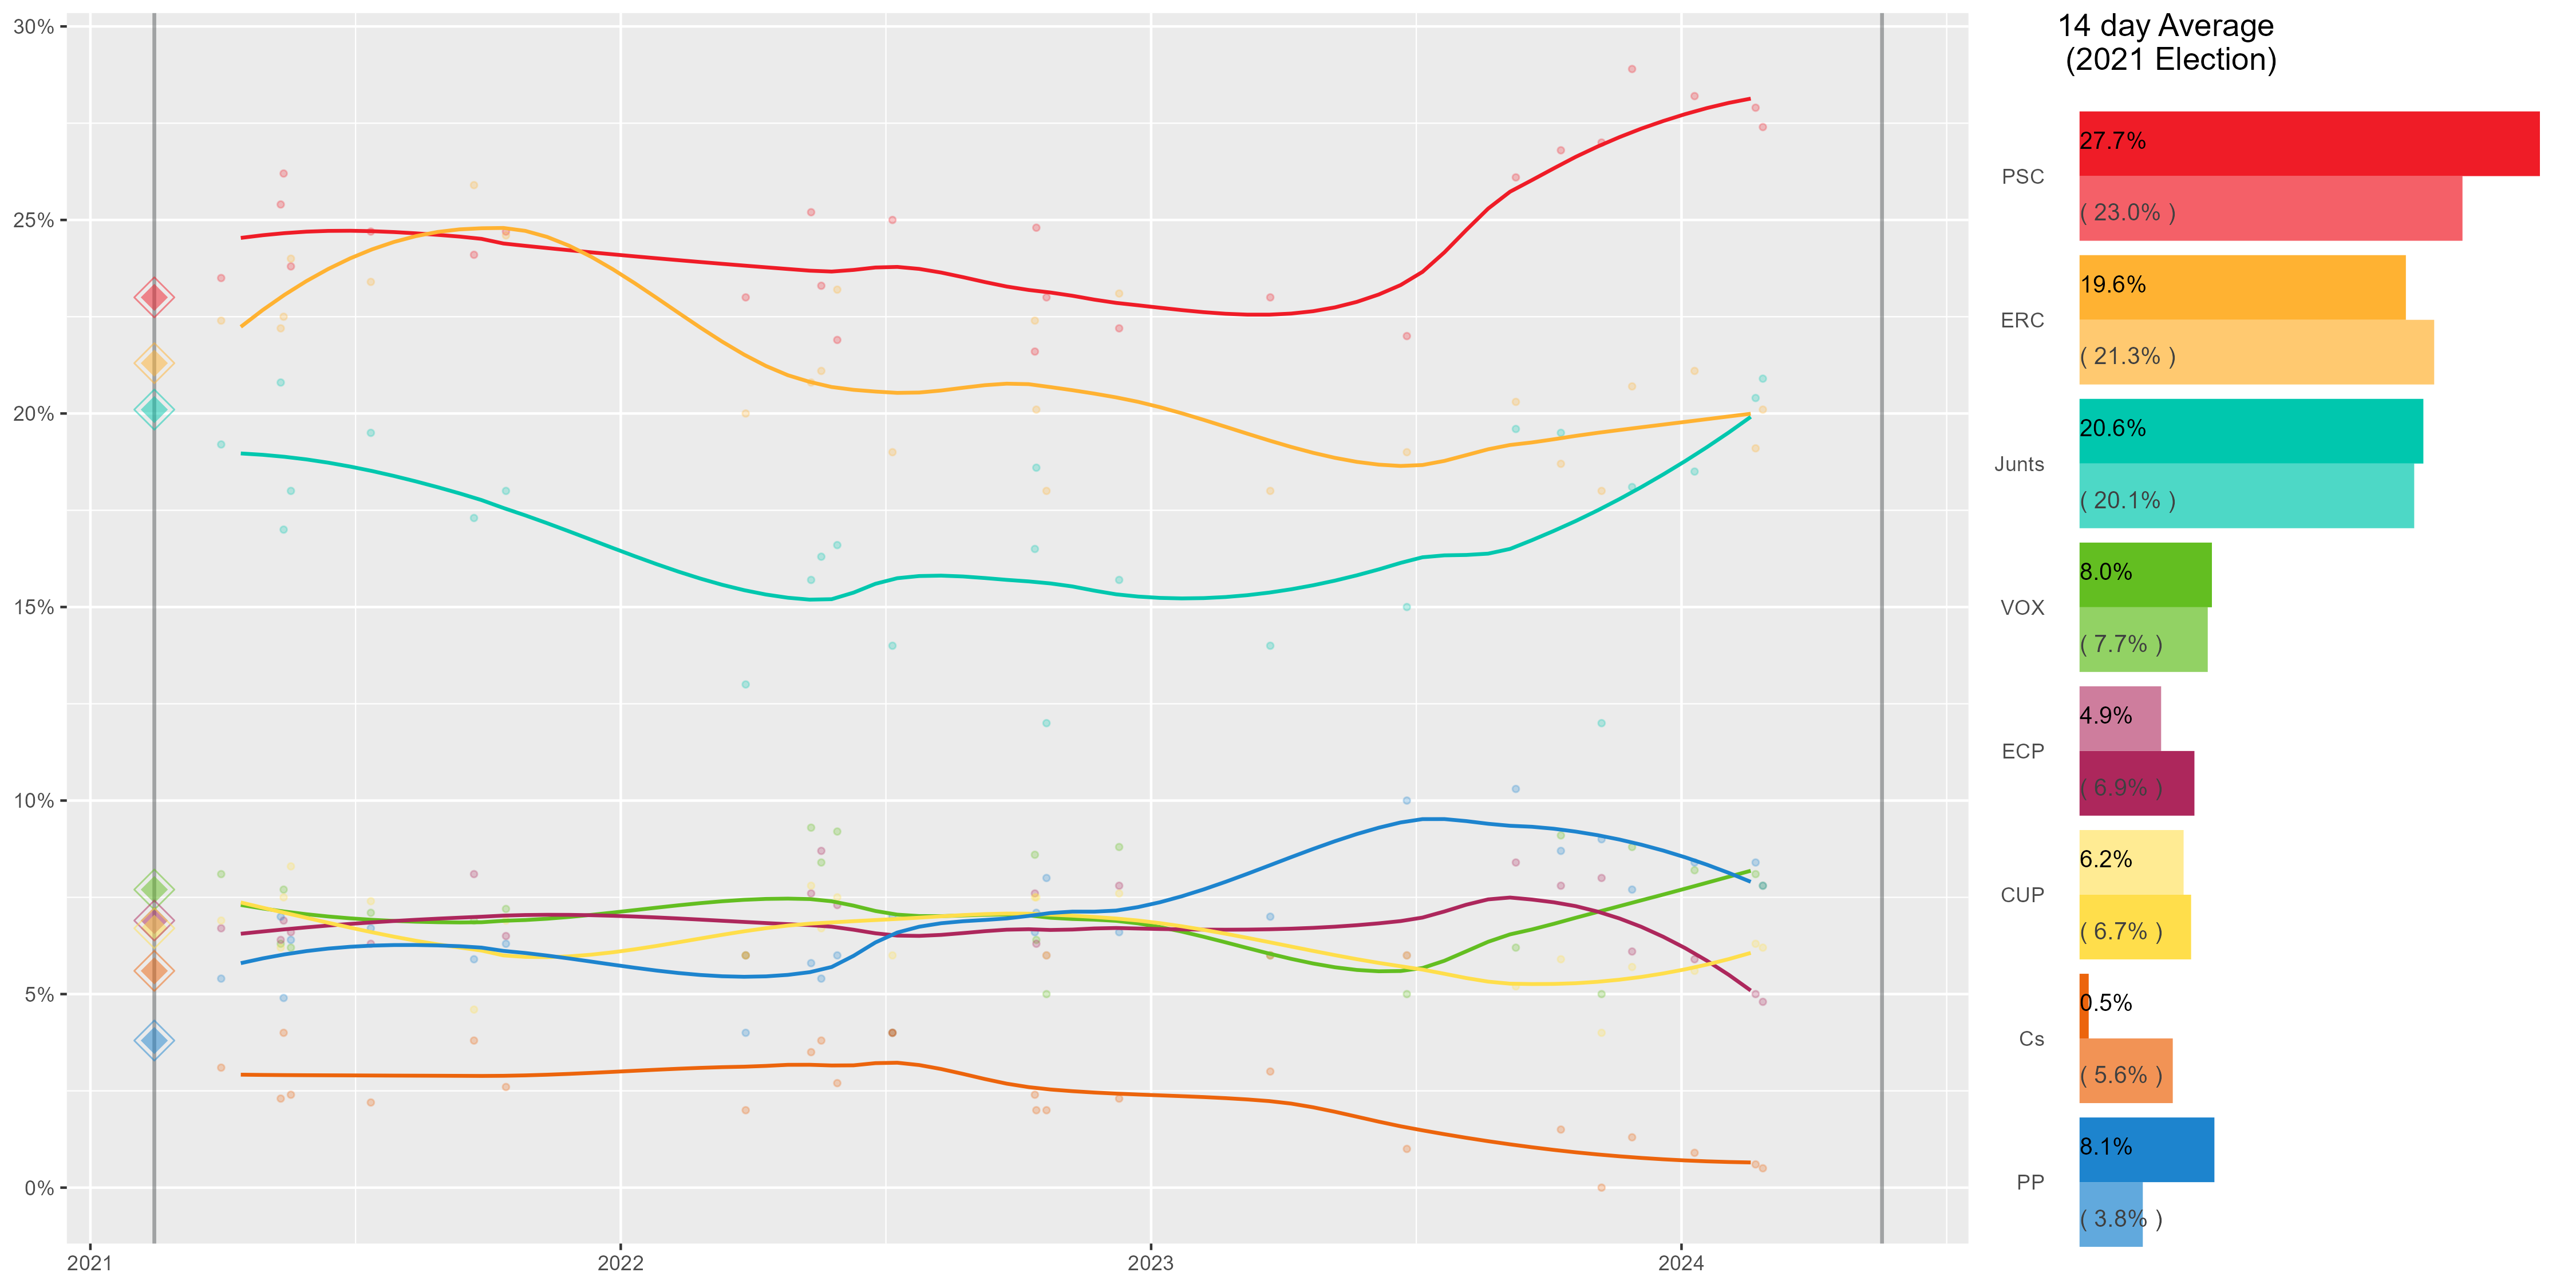 30%
25%
20%
15%
10%
5%
0%
2021
2022
2023
2024
14 day Average
(2021 Election)
PSC
27.7%
( 23.0% )
ERC
19.6%
( 21.3% )
Junts
20.6%
( 20.1% )
VOX
8.0%
( 7.7% )
ECP
4.9%
( 6.9% )
CUP
6.2%
( 6.7% )
Cs
0.5%
( 5.6% )
PP
8.1%
( 3.8% )